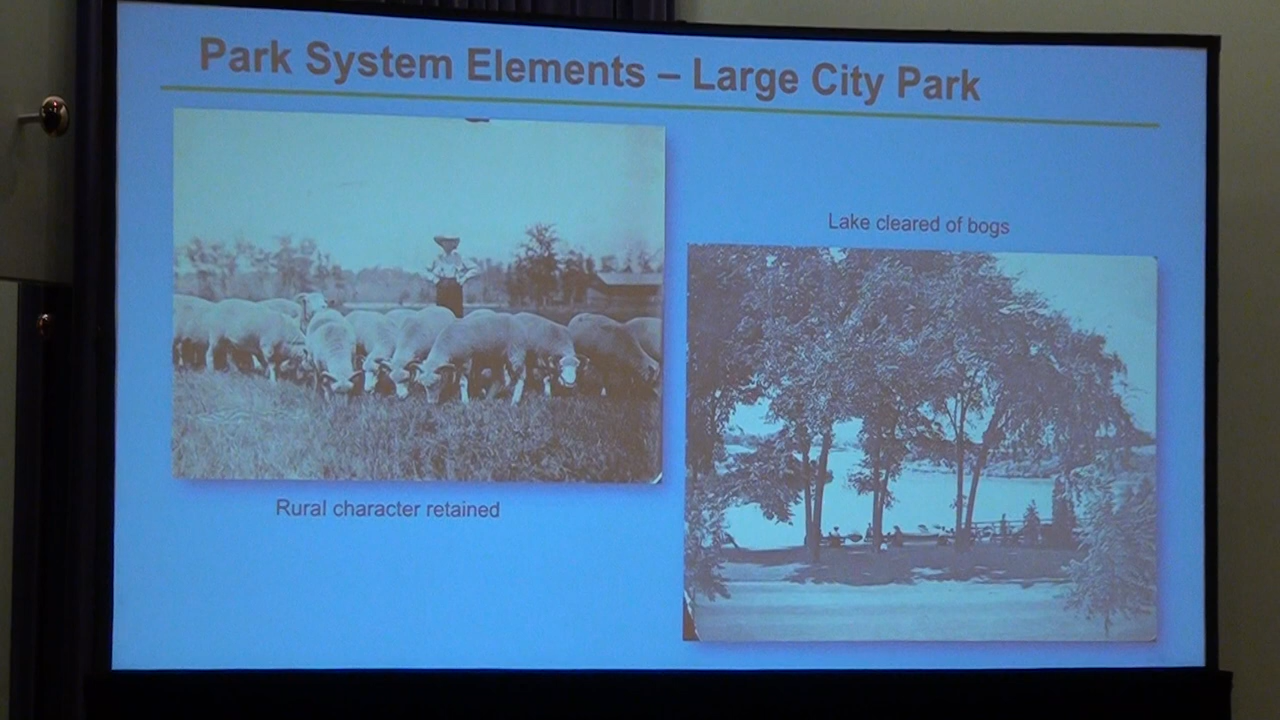 Park System Elements – Large City Park
Lake cleared of bogs
Rural character retained